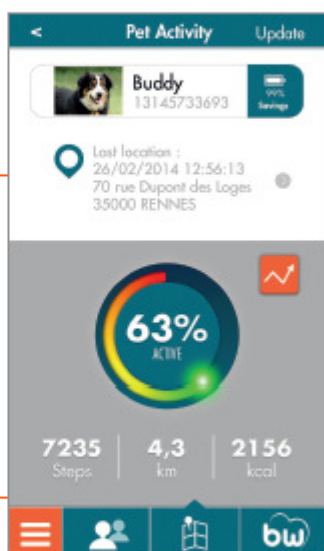 < Pet Activity Update
Buddy
13145733693
99%
Savings
Last location :
26/02/2014 12:56:13
70 rue Dupont des Loges
35000 RENNES
63%
ACTIVE
7235 4,3 2156
Steps km kcal
bw